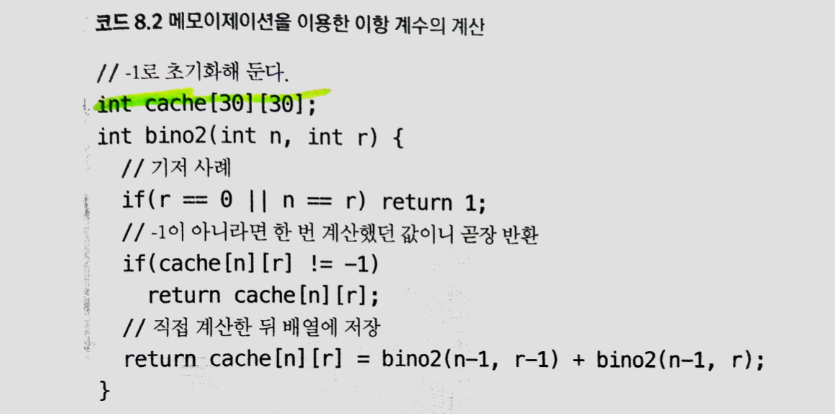 코드 8.2 메모이제이션을 이용한 이항 계수의 계산
// -1로 초기화해 둔다.
int cache[30][30];
int bino2(int n, int r) {
// 기저 사례
if(r == 0 || n == r) return 1;
// -1이 아니라면 한 번 계산했던 값이니 곧장 반환
if(cache[n][r] != -1)
return cache[n][r];
// 직접 계산한 뒤 배열에 저장
return cache[n][r] = bino2(n-1, r-1) + bino2(n-1, r);
}